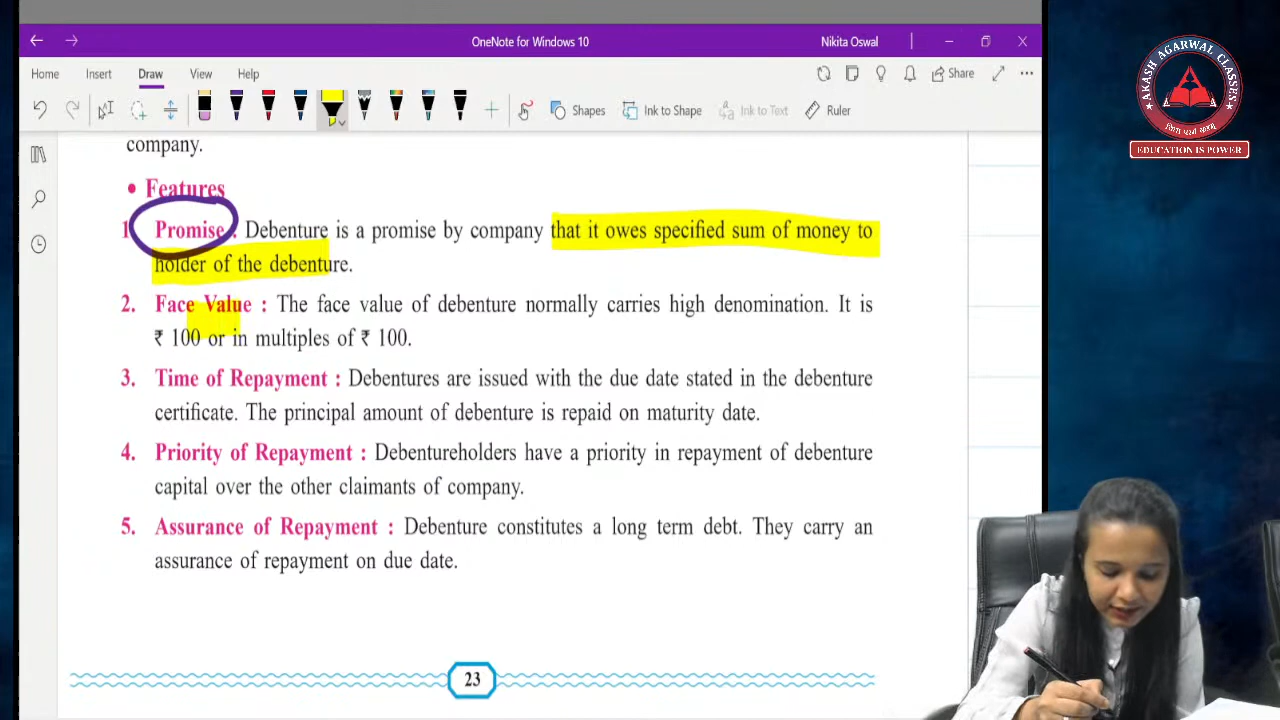 OneNote for Windows 10
Nikita Oswal
Home Insert Draw View Help
Share
Shapes Ink to Shape Ink to Text Ruler
company.
• Features
1 Promise : Debenture is a promise by company that it owes specified sum of money to
holder of the debenture.
2. Face Value : The face value of debenture normally carries high denomination. It is
₹ 100 or in multiples of ₹ 100.
3. Time of Repayment : Debentures are issued with the due date stated in the debenture
certificate. The principal amount of debenture is repaid on maturity date.
4. Priority of Repayment : Debentureholders have a priority in repayment of debenture
capital over the other claimants of company.
5. Assurance of Repayment : Debenture constitutes a long term debt. They carry an
assurance of repayment on due date.
23
AKASH AGARWAL CLASSES
EDUCATION IS POWER